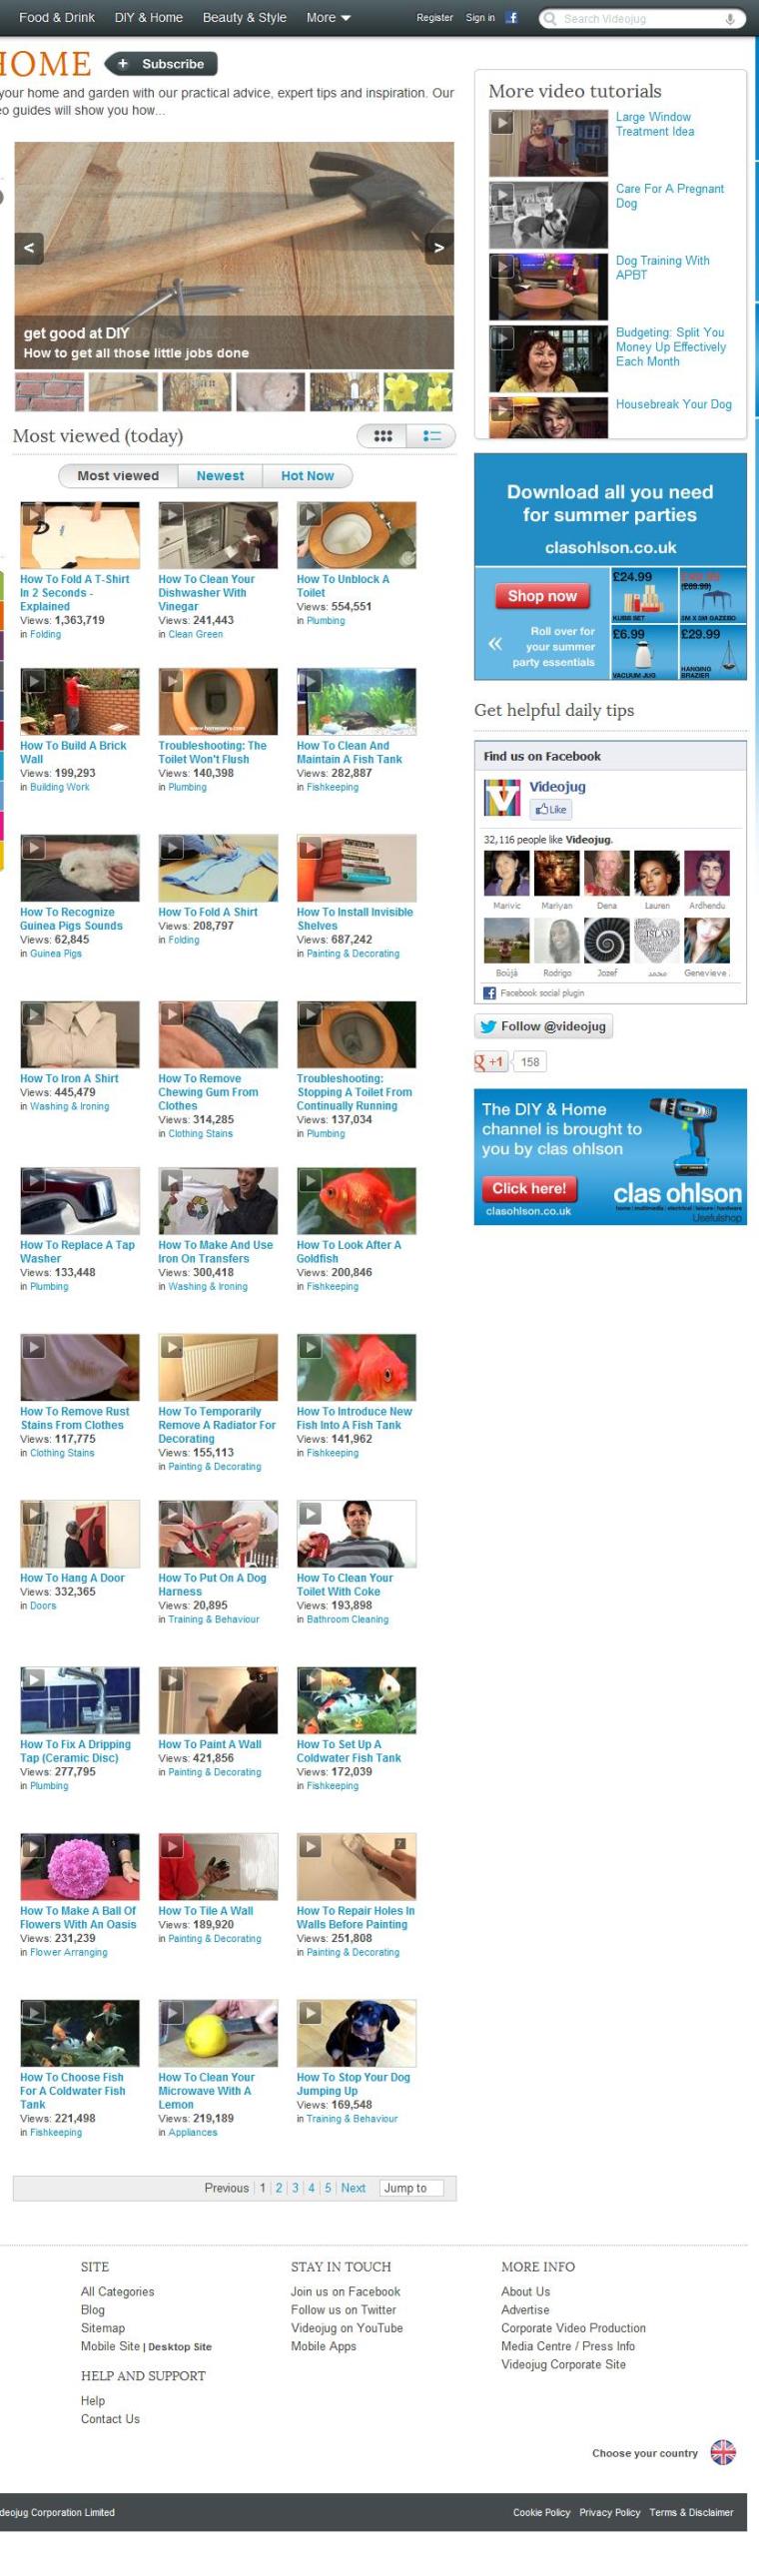 Food & Drink DIY & Home Beauty & Style More Register Sign in Search Videojug
HOME + Subscribe
your home and garden with our practical advice, expert tips and inspiration. Our
eo guides will show you how...
< >
get good at DIY
How to get all those little jobs done
Most viewed (today)
Most viewed Newest Hot Now
How To Fold A T-Shirt
In 2 Seconds -
Explained
Views: 1,363,719
in Folding
How To Clean Your
Dishwasher With
Vinegar
Views: 241,443
in Clean Green
How To Unblock A
Toilet
Views: 554,551
in Plumbing
How To Build A Brick
Wall
Views: 199,293
in Building Work
Troubleshooting: The
Toilet Won't Flush
Views: 140,398
in Plumbing
How To Clean And
Maintain A Fish Tank
Views: 282,887
in Fishkeeping
How To Recognize
Guinea Pigs Sounds
Views: 62,845
in Guinea Pigs
How To Fold A Shirt
Views: 208,797
in Folding
How To Install Invisible
Shelves
Views: 687,242
in Painting & Decorating
How To Iron A Shirt
Views: 445,479
in Washing & Ironing
How To Remove
Chewing Gum From
Clothes
Views: 314,285
in Clothing Stains
Troubleshooting:
Stopping A Toilet From
Continually Running
Views: 137,034
in Plumbing
How To Replace A Tap
Washer
Views: 133,448
in Plumbing
How To Make And Use
Iron On Transfers
Views: 300,418
in Washing & Ironing
How To Look After A
Goldfish
Views: 200,846
in Fishkeeping
How To Remove Rust
Stains From Clothes
Views: 117,775
in Clothing Stains
How To Temporarily
Remove A Radiator For
Decorating
Views: 155,113
in Painting & Decorating
How To Introduce New
Fish Into A Fish Tank
Views: 141,962
in Fishkeeping
How To Hang A Door
Views: 332,365
in Doors
How To Put On A Dog
Harness
Views: 20,895
in Training & Behaviour
How To Clean Your
Toilet With Coke
Views: 193,898
in Bathroom Cleaning
How To Fix A Dripping
Tap (Ceramic Disc)
Views: 277,795
in Plumbing
How To Paint A Wall
Views: 421,856
in Painting & Decorating
How To Set Up A
Coldwater Fish Tank
Views: 172,039
in Fishkeeping
How To Make A Ball Of
Flowers With An Oasis
Views: 231,239
in Flower Arranging
How To Tile A Wall
Views: 189,920
in Painting & Decorating
How To Repair Holes In
Walls Before Painting
Views: 251,808
in Painting & Decorating
How To Choose Fish
For A Coldwater Fish
Tank
Views: 221,498
in Fishkeeping
How To Clean Your
Microwave With A
Lemon
Views: 219,189
in Appliances
How To Stop Your Dog
Jumping Up
Views: 169,548
in Training & Behaviour
Previous 1 2 3 4 5 Next Jump to
More video tutorials
Large Window
Treatment Idea
Care For A Pregnant
Dog
Dog Training With
APBT
Budgeting: Split You
Money Up Effectively
Each Month
Housebreak Your Dog
Download all you need
for summer parties
clasohlson.co.uk
Shop now
Roll over for
your summer
party essentials
£24.99
KUBB SET
(£69.99)
3M X 3M GAZEBO
£6.99
VACUUM JUG
£29.99
HANGING
BRAZIER
Get helpful daily tips
Find us on Facebook
Videojug
Like
32,116 people like Videojug.
Marivic Mariyan Dena Lauren Ardhendu
ISLAM
Boúją Rodrigo Jozef محمد Genevieve
Facebook social plugin
Follow @videojug
+1 158
The DIY & Home
channel is brought to
you by clas ohlson
Click here!
clasohlson.co.uk
clas ohlson
home | multimedia | electrical | leisure | hardware
Usefulshop
SITE
All Categories
Blog
Sitemap
Mobile Site | Desktop Site
HELP AND SUPPORT
Help
Contact Us
STAY IN TOUCH
Join us on Facebook
Follow us on Twitter
Videojug on YouTube
Mobile Apps
MORE INFO
About Us
Advertise
Corporate Video Production
Media Centre / Press Info
Videojug Corporate Site
Choose your country
deojug Corporation Limited Cookie Policy Privacy Policy Terms & Disclaimer